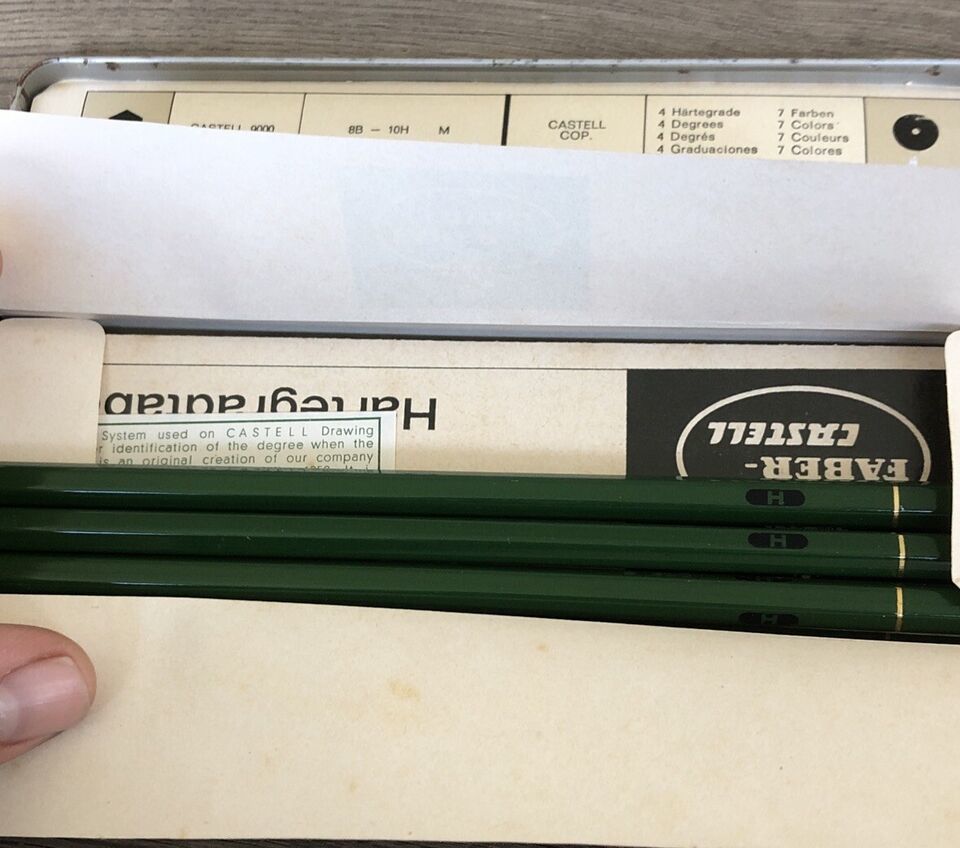 CASTELL 9000
8B – 10H M
CASTELL
COP.
4 Härtegrade
4 Degrees
4 Degrés
4 Graduaciones
7 Farben
7 Colors
7 Couleurs
7 Colores
FABER-
CASTELL
System used on CASTELL Drawing
identification of the degree when the
is an original creation of our company
H
H
H